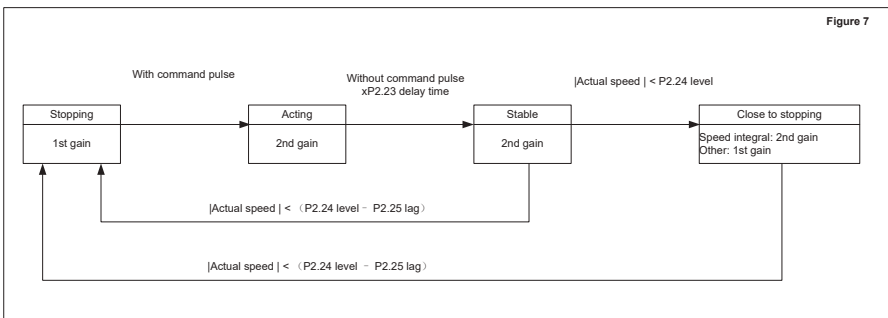 Figure 7
With command pulse
Without command pulse
xP2.23 delay time
|Actual speed | < P2.24 level
Stopping
1st gain
Acting
2nd gain
Stable
2nd gain
Close to stopping
Speed integral: 2nd gain
Other: 1st gain
|Actual speed | < （P2.24 level - P2.25 lag）
|Actual speed | < （P2.24 level - P2.25 lag）